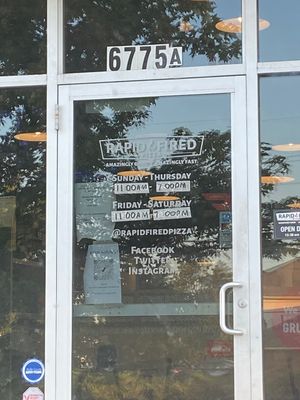 6775A
RAPID FIRED
AMAZINGLY FRESH AMAZINGLY FAST
SUNDAY - THURSDAY
11:00AM 7:00PM
FRIDAY - SATURDAY
11:00AM 7:00PM
@RAPIDFIREDPIZZA
FACEBOOK
TWITTER
INSTAGRAM
OPEN D